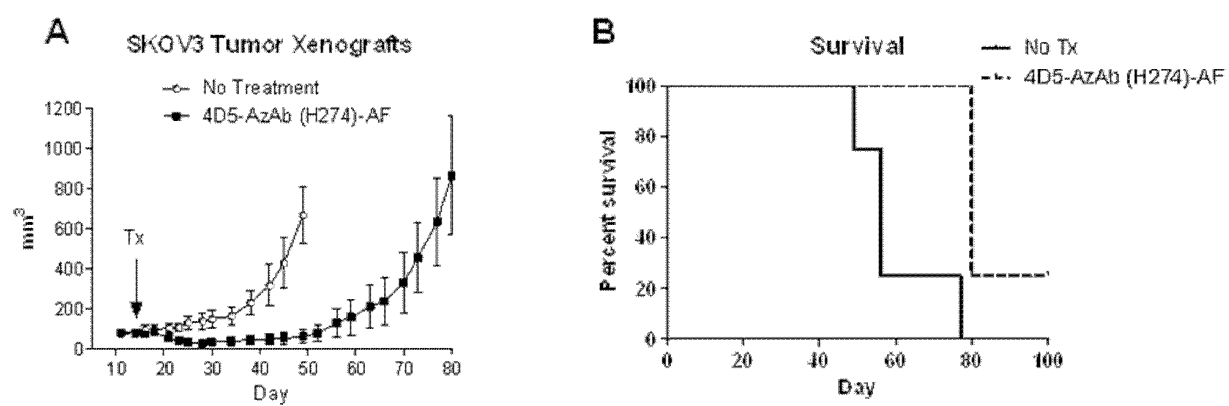 A
SKOV3 Tumor Xenografts
No Treatment
4D5-AzAb (H274)-AF
1200
1000
800
600
400
200
0
mm3
Tx
10 20 30 40 50 60 70 80
Day
B
Survival
No Tx
4D5-AzAb (H274)-AF
100
80
60
40
20
0
Percent survival
0 20 40 60 80 100
Day